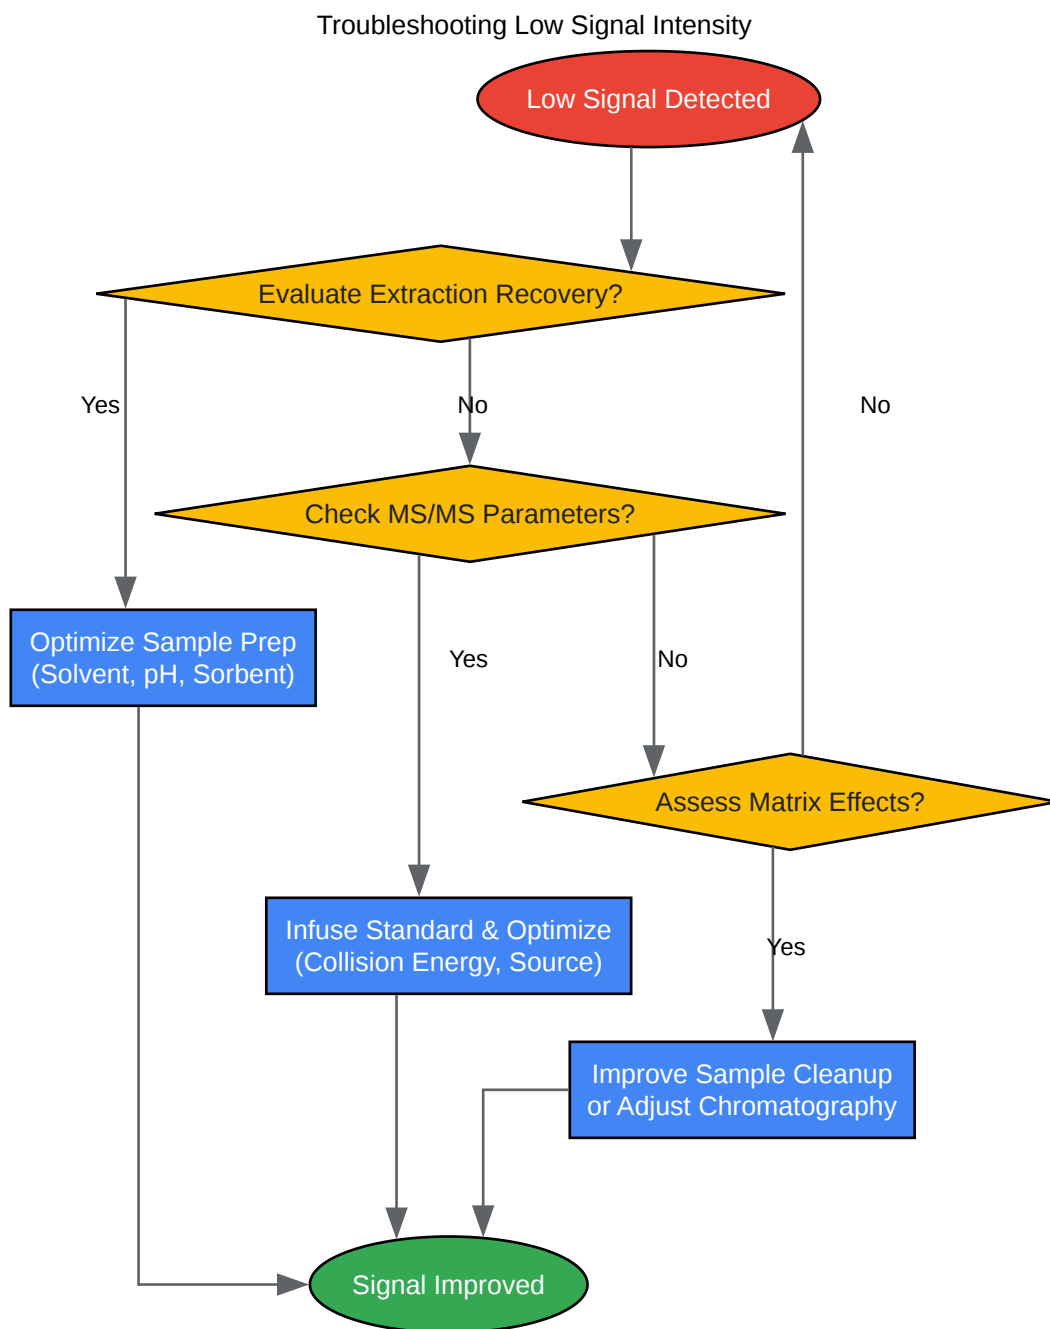 Troubleshooting Low Signal Intensity
Low Signal Detected
Evaluate Extraction Recovery?
Yes
No
No
Check MS/MS Parameters?
Optimize Sample Prep
(Solvent, pH, Sorbent)
Yes
No
Assess Matrix Effects?
Infuse Standard & Optimize
(Collision Energy, Source)
Yes
Improve Sample Cleanup
or Adjust Chromatography
Signal Improved